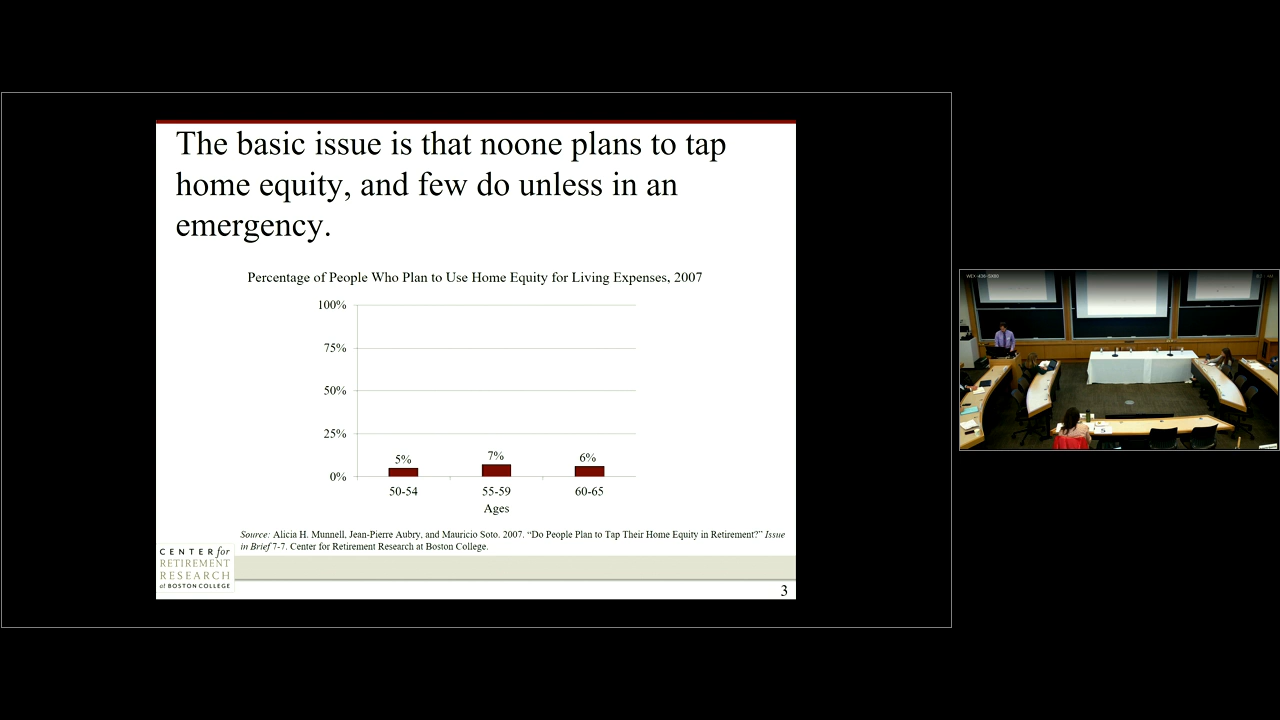 The basic issue is that noone plans to tap
home equity, and few do unless in an
emergency.
Percentage of People Who Plan to Use Home Equity for Living Expenses, 2007
100%
75%
50%
25%
0%
5%
7%
6%
50-54
55-59
60-65
Ages
Source: Alicia H. Munnell, Jean-Pierre Aubry, and Mauricio Soto. 2007. “Do People Plan to Tap Their Home Equity in Retirement?” Issue
in Brief 7-7. Center for Retirement Research at Boston College.
CENTER for
RETIREMENT
RESEARCH
at BOSTON COLLEGE
3